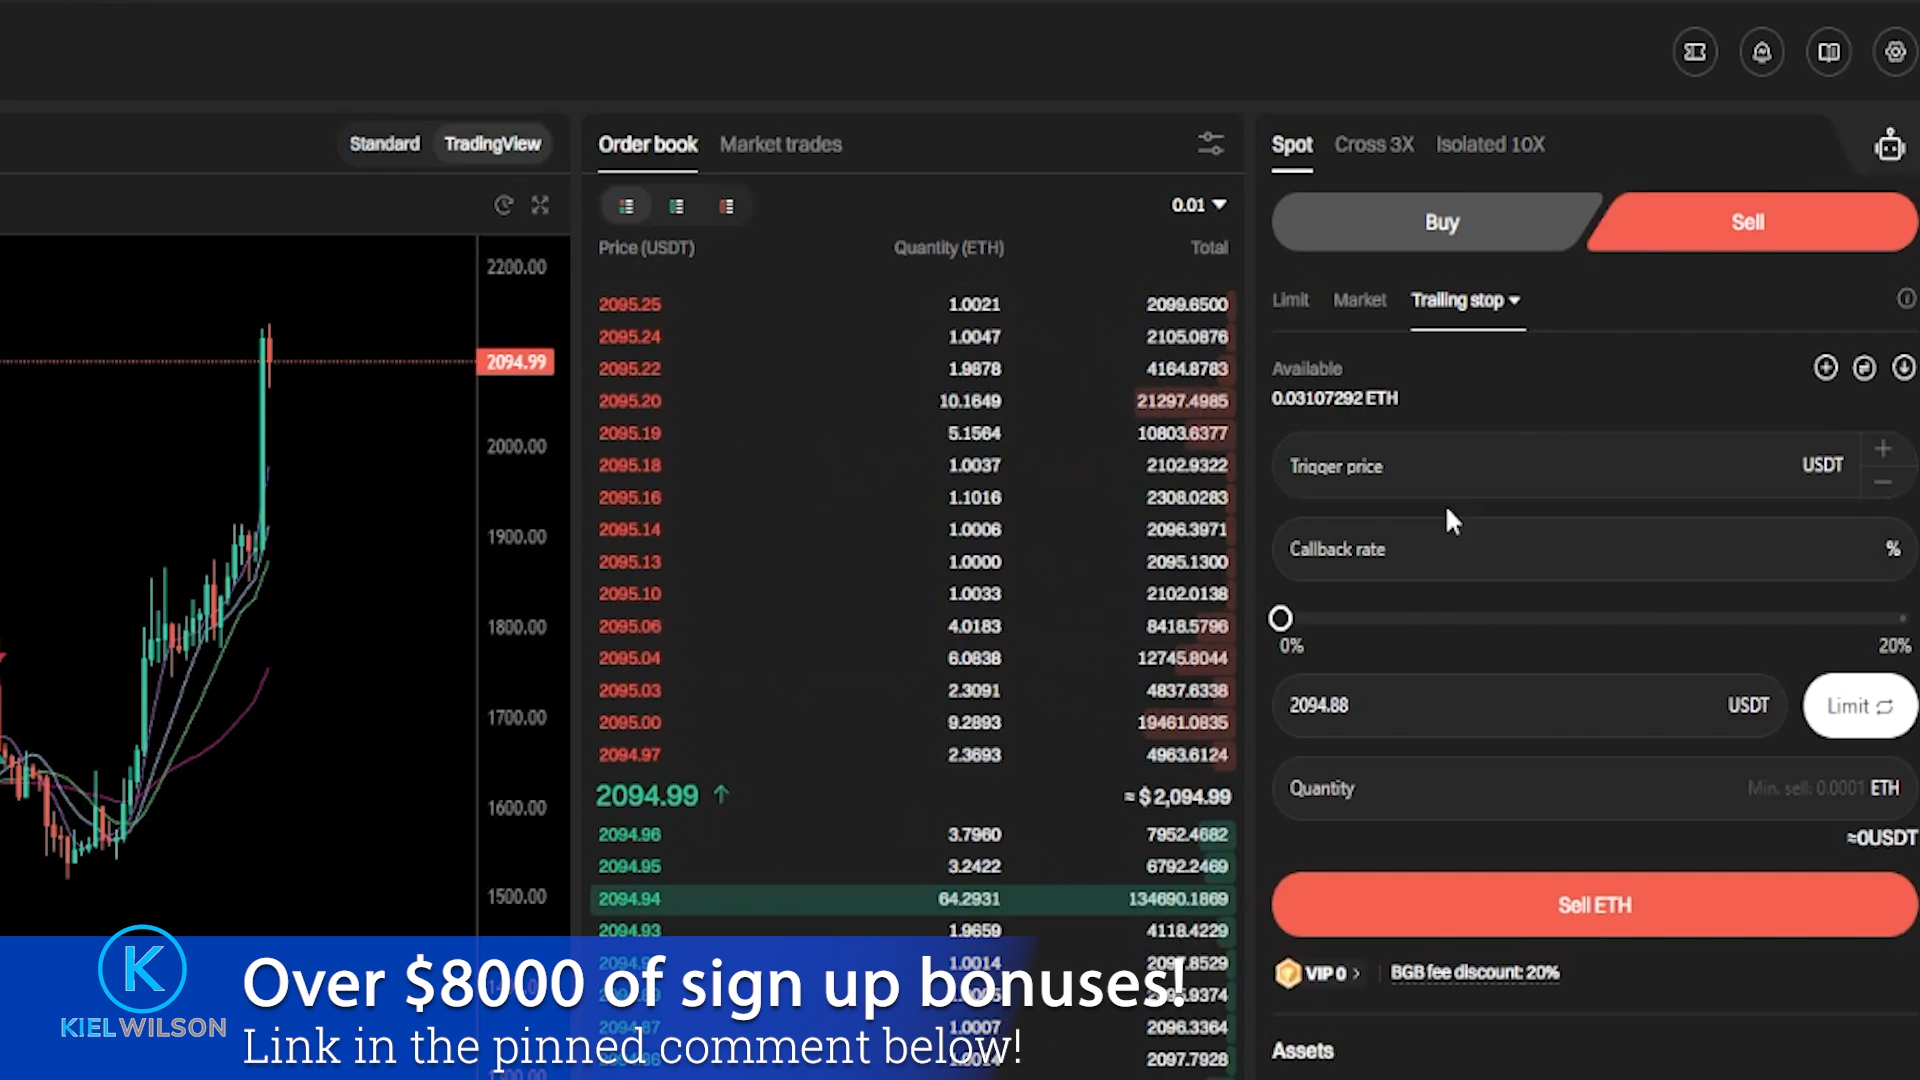 Standard TradingView
2200.00
2094.99
2000.00
1900.00
1800.00
1700.00
1600.00
1500.00
Order book Market trades
0.01
Price (USDT) Quantity (ETH) Total
2095.25 1.0021 2099.6500
2095.24 1.0047 2105.0876
2095.22 1.9878 4164.8783
2095.20 10.1649 21297.4985
2095.19 5.1564 10803.6377
2095.18 1.0037 2102.9322
2095.16 1.1016 2308.0283
2095.14 1.0006 2096.3971
2095.13 1.0000 2095.1300
2095.10 1.0033 2102.0138
2095.06 4.0183 8418.5796
2095.04 6.0838 12745.8044
2095.03 2.3091 4837.6338
2095.00 9.2893 19461.0835
2094.97 2.3693 4963.6124
2094.99 ↑ ≈ $2,094.99
2094.96 3.7960 7952.4682
2094.95 3.2422 6792.2469
2094.94 64.2931 134690.1869
2094.93 1.9659 4118.4229
1.0014
1.0007 2096.3364
2097.7928
Spot Cross 3X Isolated 10X
Buy Sell
Limit Market Trailing stop
Available
0.03107292 ETH
Trigger price USDT
Callback rate %
0% 20%
2094.88 USDT Limit
Quantity Min. sell: 0.0001 ETH
≈0USDT
Sell ETH
VIP 0 > BGB fee discount: 20%
Assets
K
KIELWILSON
Over $8000 of sign up bonuses!
Link in the pinned comment below!